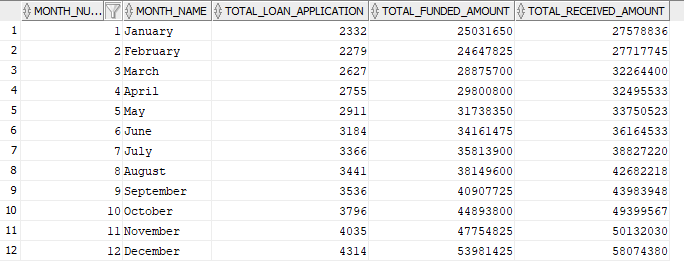 MONTH_NU... MONTH_NAME TOTAL_LOAN_APPLICATION TOTAL_FUNDED_AMOUNT TOTAL_RECEIVED_AMOUNT
1 1 January 2332 25031650 27578836
2 2 February 2279 24647825 27717745
3 3 March 2627 28875700 32264400
4 4 April 2755 29800800 32495533
5 5 May 2911 31738350 33750523
6 6 June 3184 34161475 36164533
7 7 July 3366 35813900 38827220
8 8 August 3441 38149600 42682218
9 9 September 3536 40907725 43983948
10 10 October 3796 44893800 49399567
11 11 November 4035 47754825 50132030
12 12 December 4314 53981425 58074380